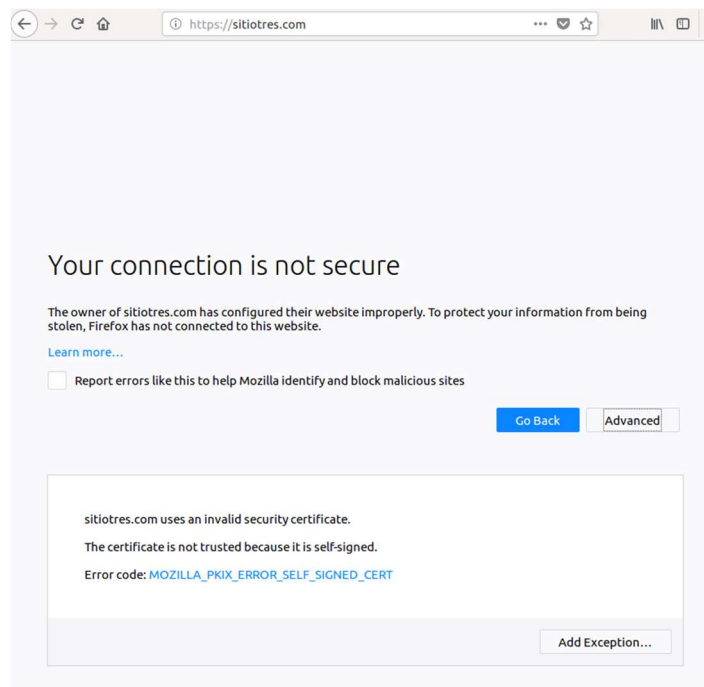 https://sitiotres.com
Your connection is not secure
The owner of sitiotres.com has configured their website improperly. To protect your information from being
stolen, Firefox has not connected to this website.
Learn more…
Report errors like this to help Mozilla identify and block malicious sites
Go Back
Advanced
sitiotres.com uses an invalid security certificate.
The certificate is not trusted because it is self-signed.
Error code: MOZILLA_PKIX_ERROR_SELF_SIGNED_CERT
Add Exception…